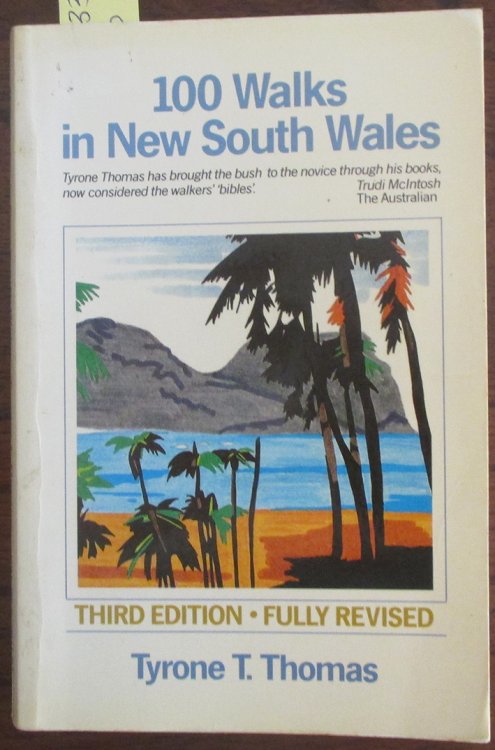 100 Walks
in New South Wales
Tyrone Thomas has brought the bush to the novice through his books,
now considered the walkers' 'bibles'.
Trudi McIntosh
The Australian
THIRD EDITION • FULLY REVISED
Tyrone T. Thomas